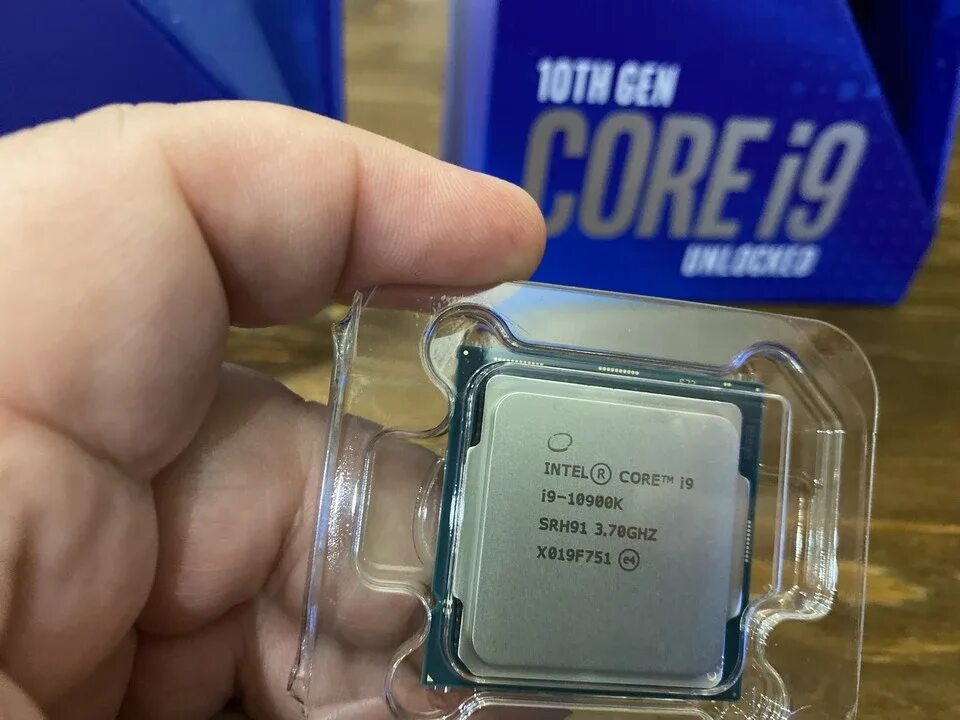 10TH GEN
CORE i9
UNLOCKED
INTEL® CORE™ i9
i9-10900K
SRH91 3.70GHZ
X019F751 e4